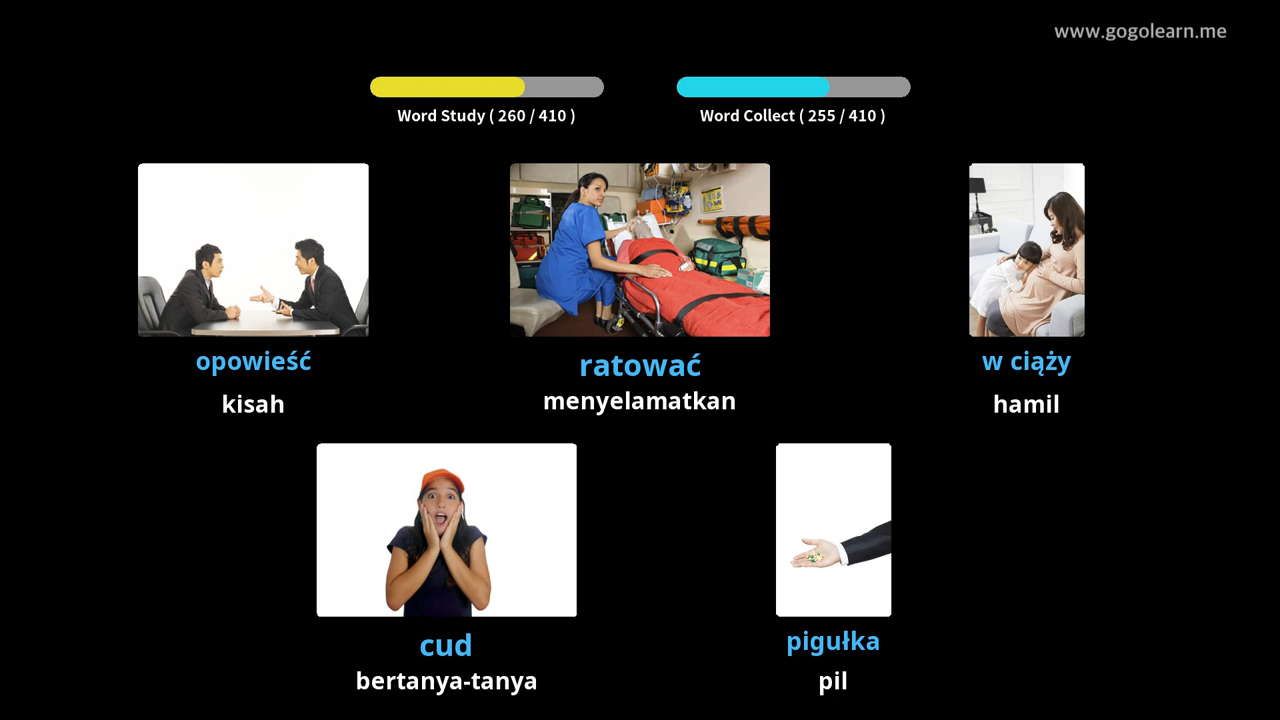 www.gogolearn.me
Word Study ( 260 / 410 )
Word Collect ( 255 / 410 )
opowieść
kisah
ratować
menyelamatkan
w ciąży
hamil
cud
bertanya-tanya
pigułka
pil